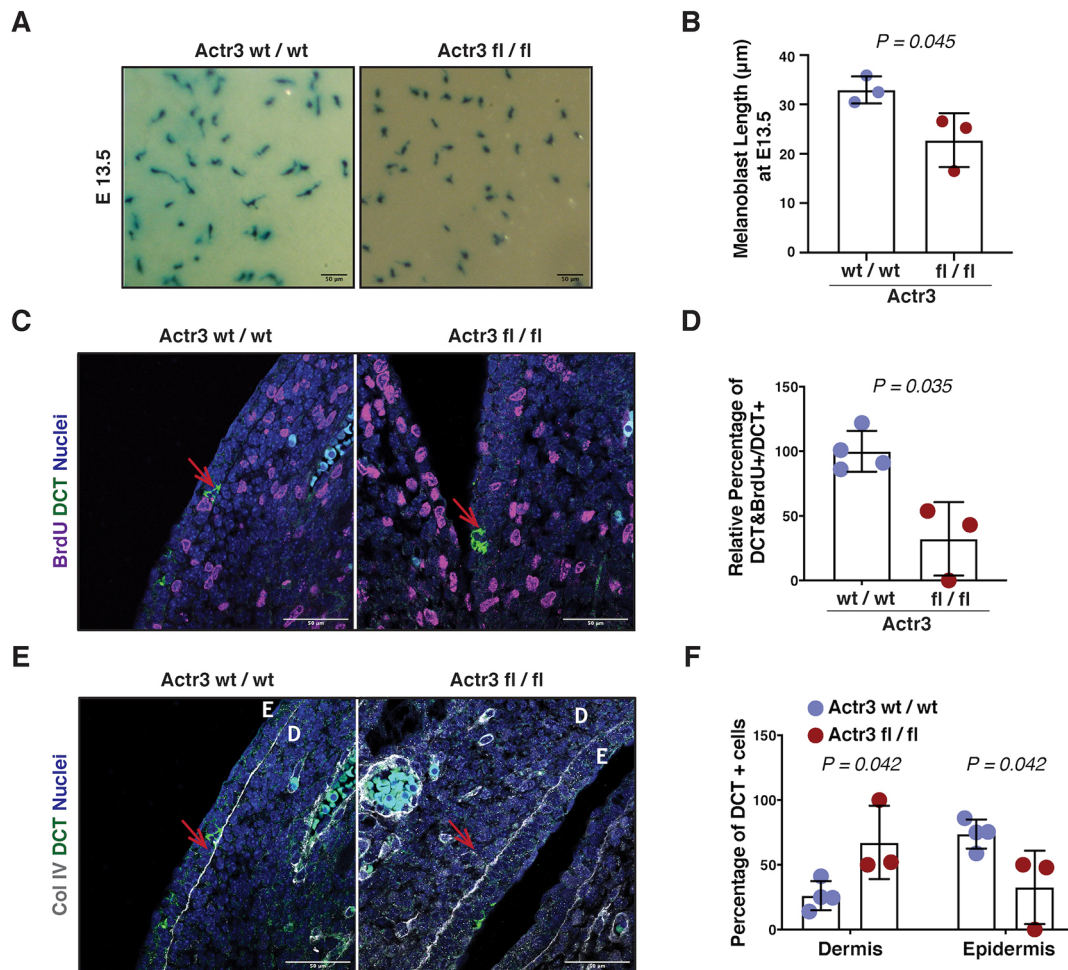 A
Actr3 wt / wt
Actr3 fl / fl
E 13.5
50 µm
50 µm
B
P = 0.045
Melanoblast Length (µm)
at E13.5
40
30
20
10
0
wt / wt
fl / fl
Actr3
C
Actr3 wt / wt
Actr3 fl / fl
BrdU DCT Nuclei
50 µm
50 µm
D
P = 0.035
Relative Percentage of
DCT&BrdU+/DCT+
150
100
50
0
wt / wt
fl / fl
Actr3
E
Actr3 wt / wt
Actr3 fl / fl
Col IV DCT Nuclei
E
D
D
E
50 µm
50 µm
F
Actr3 wt / wt
Actr3 fl / fl
P = 0.042
P = 0.042
Percentage of DCT + cells
150
100
50
0
Dermis
Epidermis